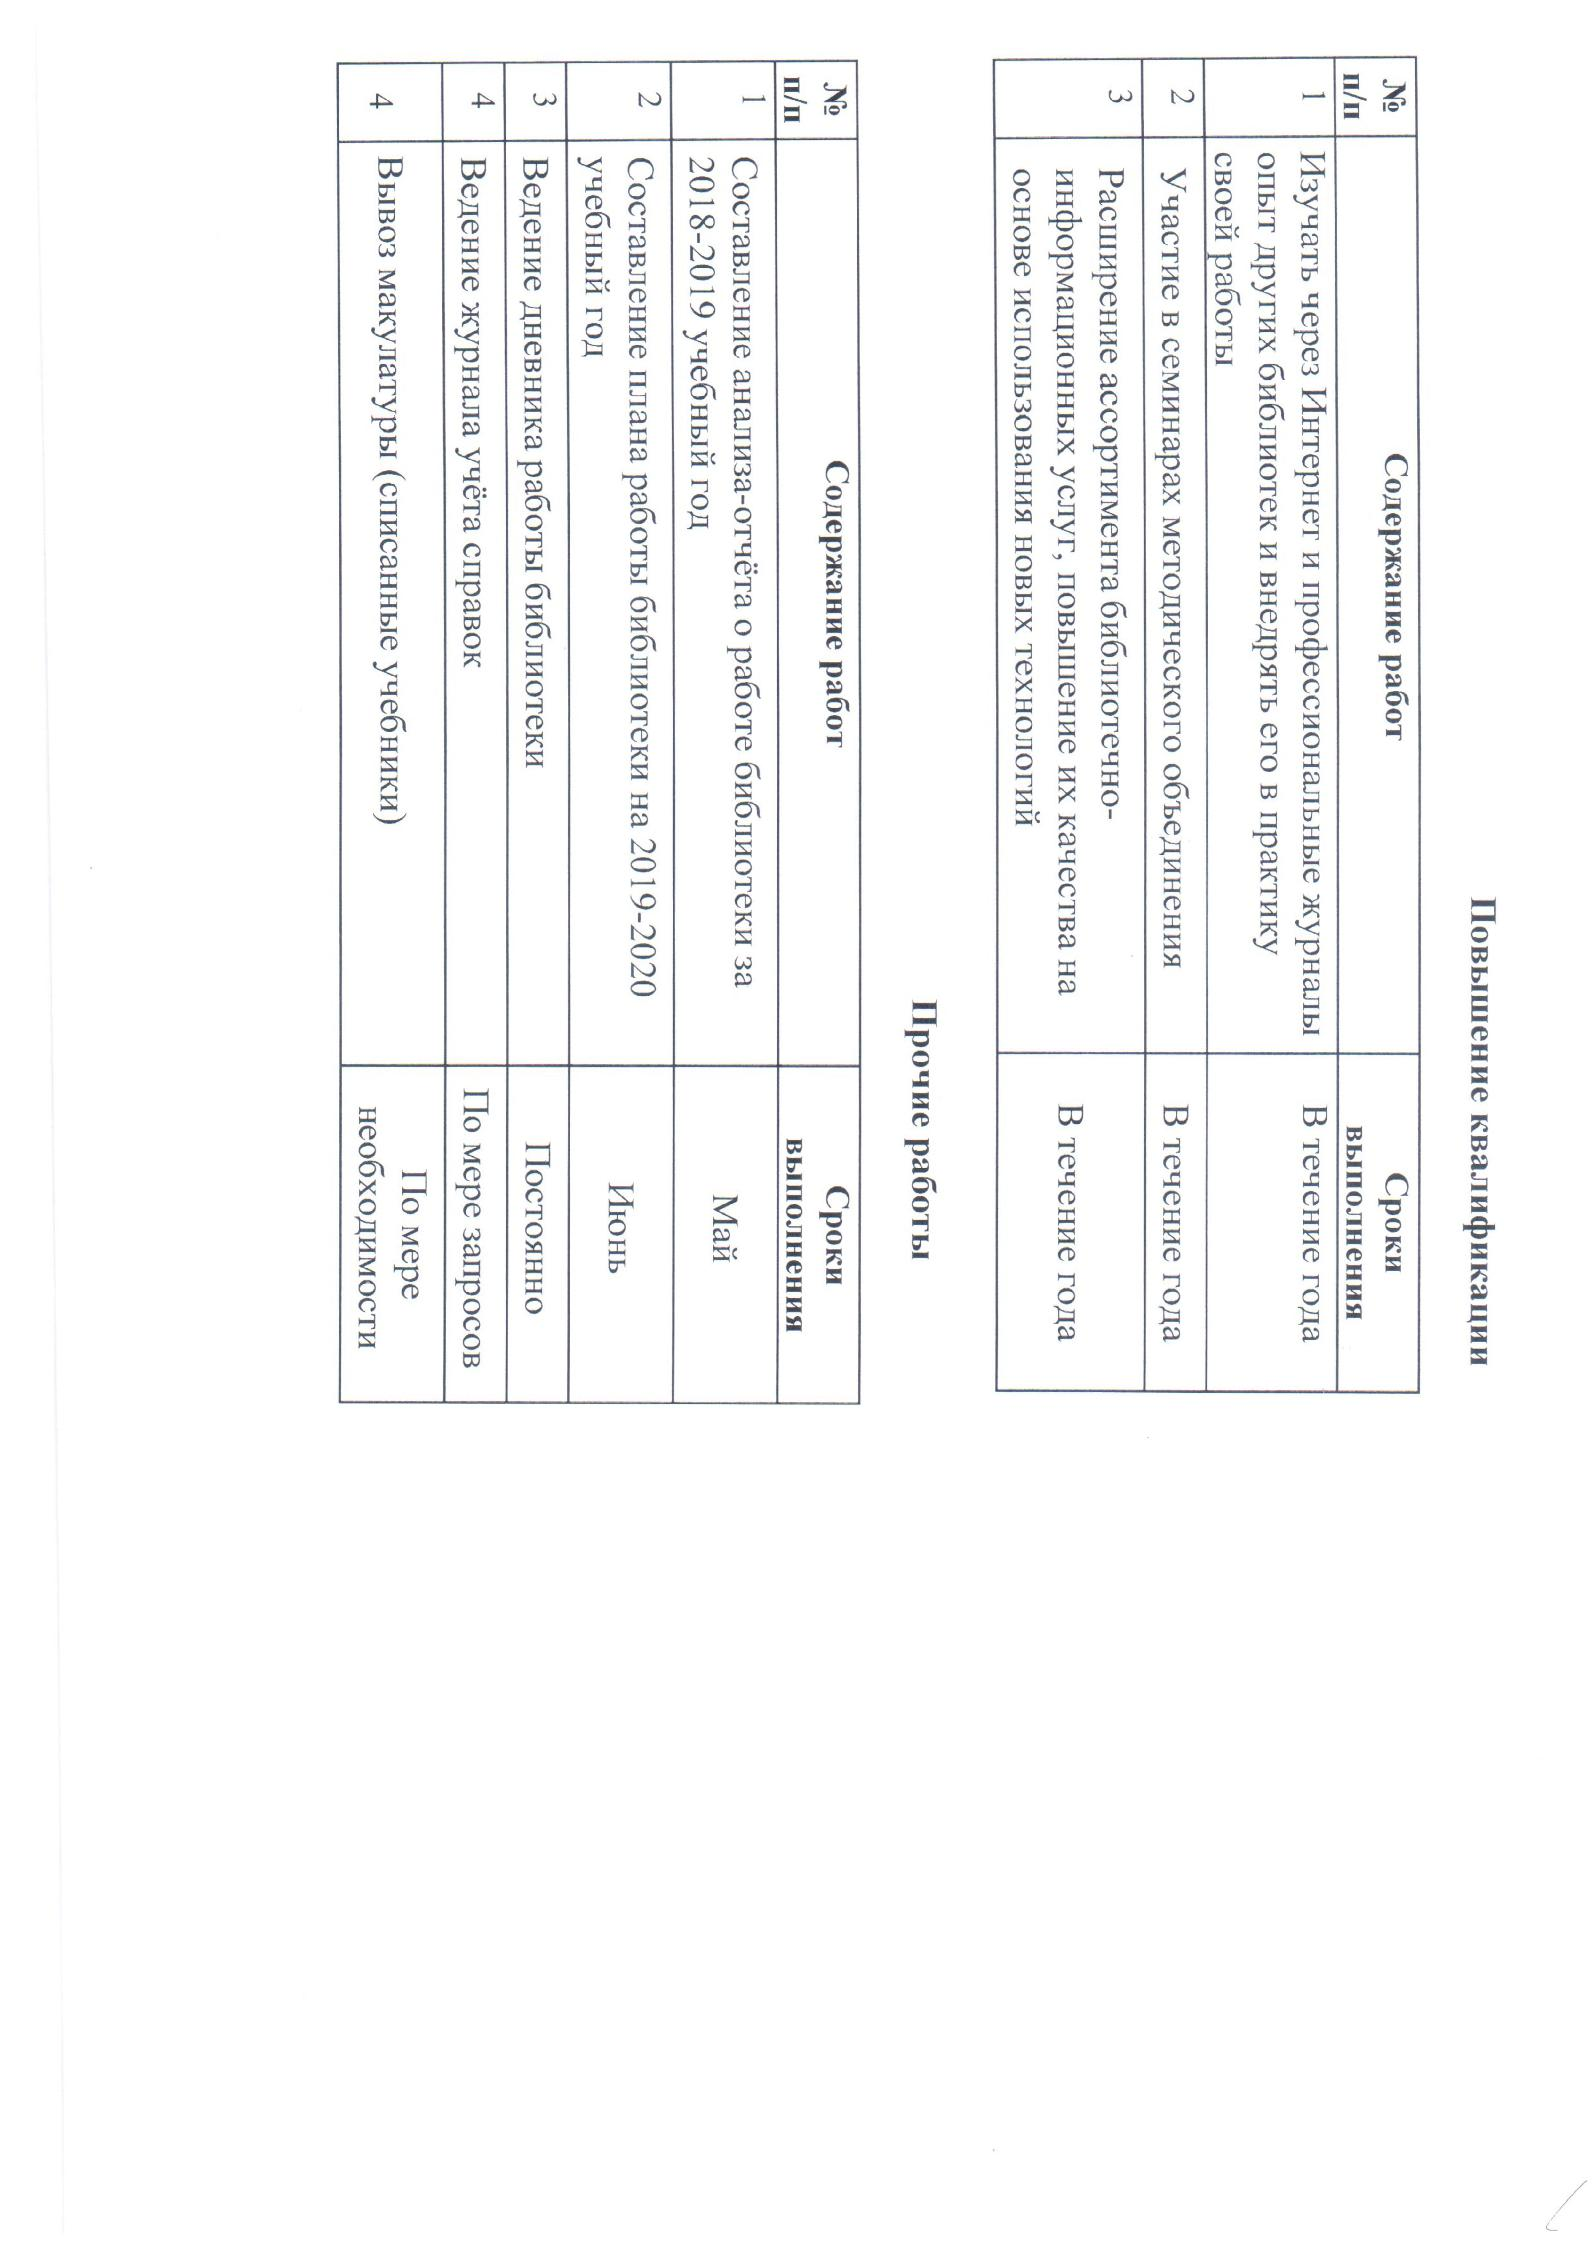 Повышение квалификации
№ п/п
Содержание работ
Сроки выполнения
1
Изучать через Интернет и профессиональные журналы
опыт других библиотек и внедрять его в практику
своей работы
В течение года
2
Участие в семинарах методического объединения
В течение года
3
Расширение ассортимента библиотечно-
информационных услуг, повышение их качества на
основе использования новых технологий
В течение года
Прочие работы
№ п/п
Содержание работ
Сроки выполнения
1
Составление анализа-отчёта о работе библиотеки за
2018-2019 учебный год
Май
2
Составление плана работы библиотеки на 2019-2020
учебный год
Июнь
3
Ведение дневника работы библиотеки
Постоянно
4
Ведение журнала учёта справок
По мере запросов
4
Вывоз макулатуры (списанные учебники)
По мере
необходимости